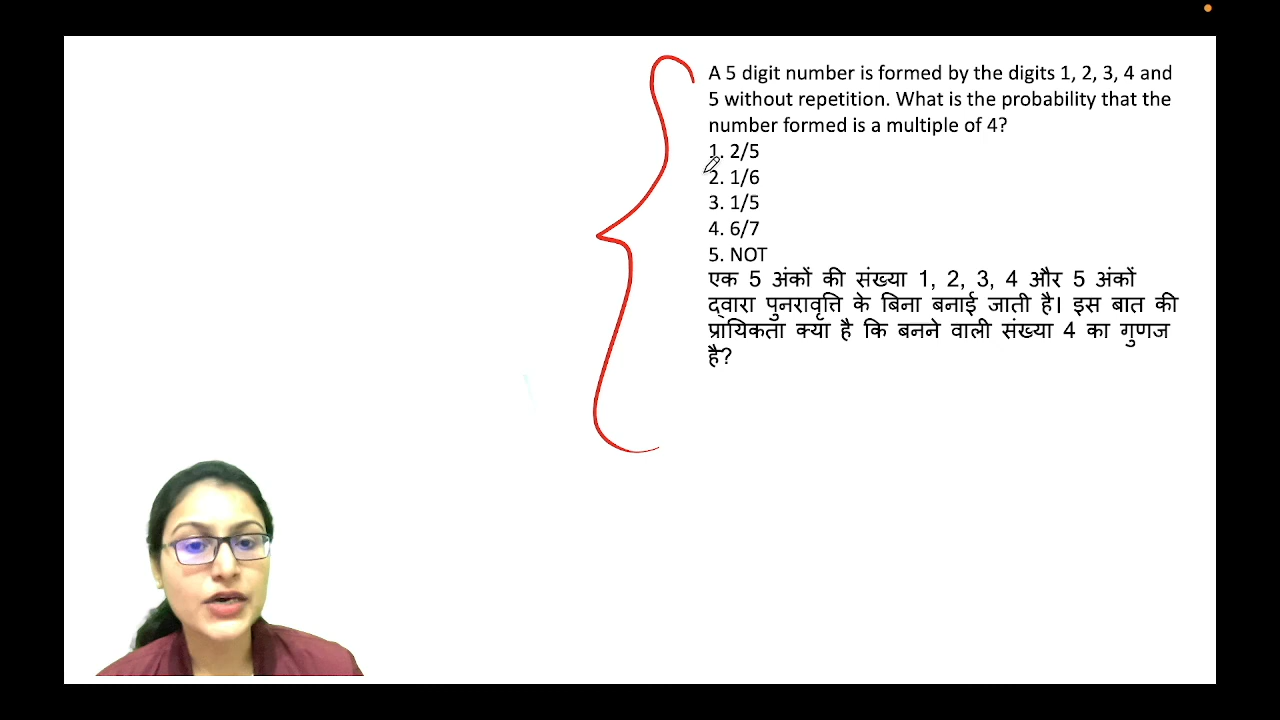 A 5 digit number is formed by the digits 1, 2, 3, 4 and
5 without repetition. What is the probability that the
number formed is a multiple of 4?
1. 2/5
2. 1/6
3. 1/5
4. 6/7
5. NOT
एक 5 अंकों की संख्या 1, 2, 3, 4 और 5 अंकों
द्वारा पुनरावृत्ति के बिना बनाई जाती है। इस बात की
प्रायिकता क्या है कि बनने वाली संख्या 4 का गुणज
है?